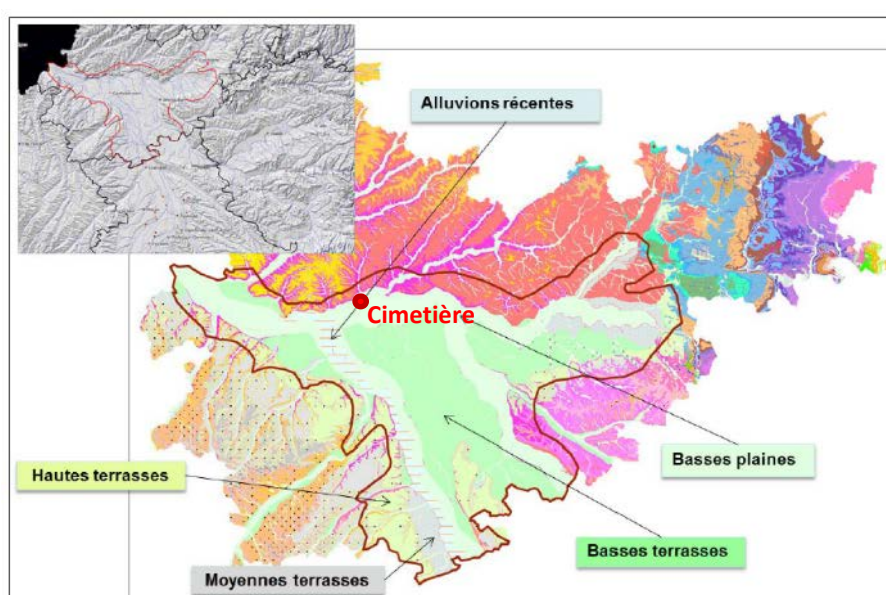 Alluvions récentes
Cimetière
Basses plaines
Hautes terrasses
Basses terrasses
Moyennes terrasses